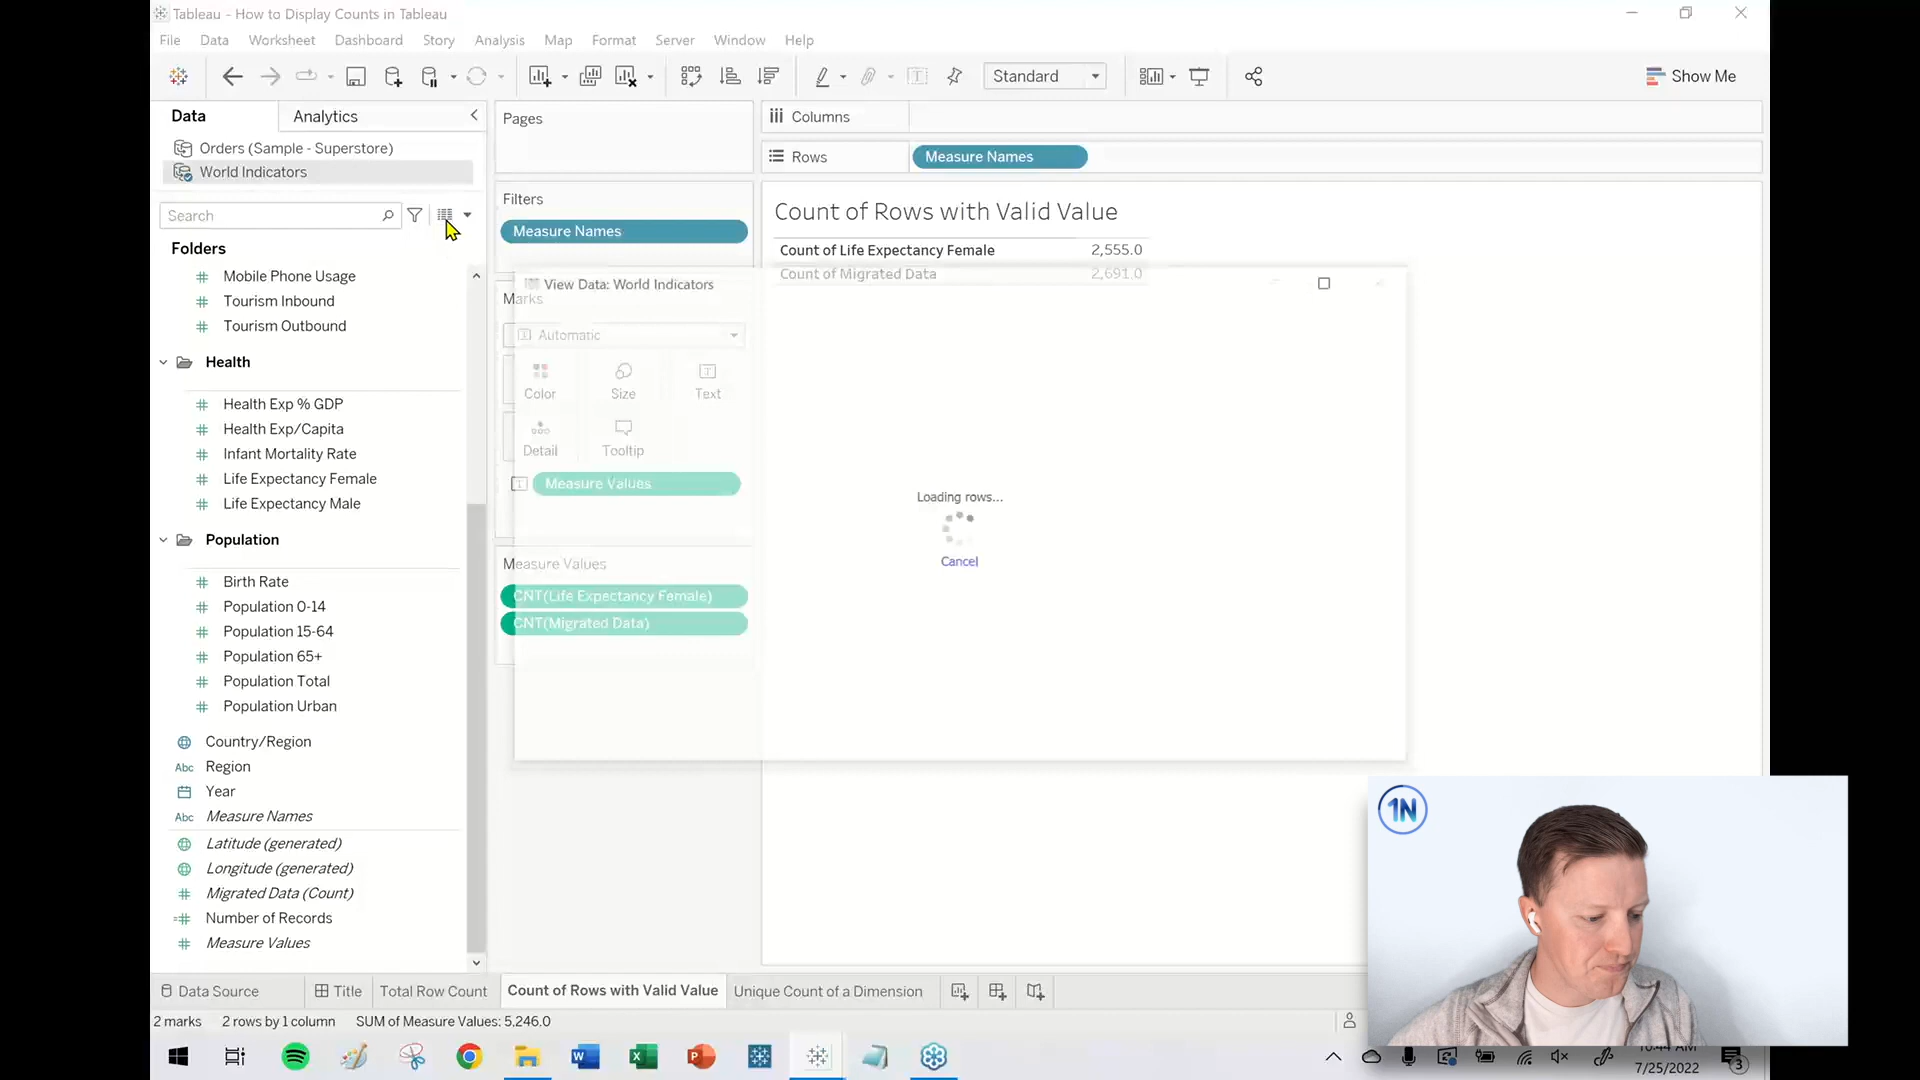 Tableau - How to Display Counts in Tableau
File Data Worksheet Dashboard Story Analysis Map Format Server Window Help
Standard
Show Me
Data
Analytics
Orders (Sample - Superstore)
World Indicators
Search
Folders
Mobile Phone Usage
Tourism Inbound
Tourism Outbound
Health
Health Exp % GDP
Health Exp/Capita
Infant Mortality Rate
Life Expectancy Female
Life Expectancy Male
Population
Birth Rate
Population 0-14
Population 15-64
Population 65+
Population Total
Population Urban
Country/Region
Abc Region
Year
Abc Measure Names
Latitude (generated)
Longitude (generated)
Migrated Data (Count)
Number of Records
Measure Values
Pages
Filters
Measure Names
Marks
Automatic
Color Size Text
Detail Tooltip
Measure Values
Measure Values
CNT(Life Expectancy Female)
CNT(Migrated Data)
Columns
Rows
Measure Names
Count of Rows with Valid Value
Count of Life Expectancy Female 2,555.0
Count of Migrated Data 2,691.0
View Data: World Indicators
Loading rows...
Cancel
1N
Data Source Title Total Row Count Count of Rows with Valid Value Unique Count of a Dimension
2 marks 2 rows by 1 column SUM of Measure Values: 5,246.0
10:44 AM
7/25/2022
3